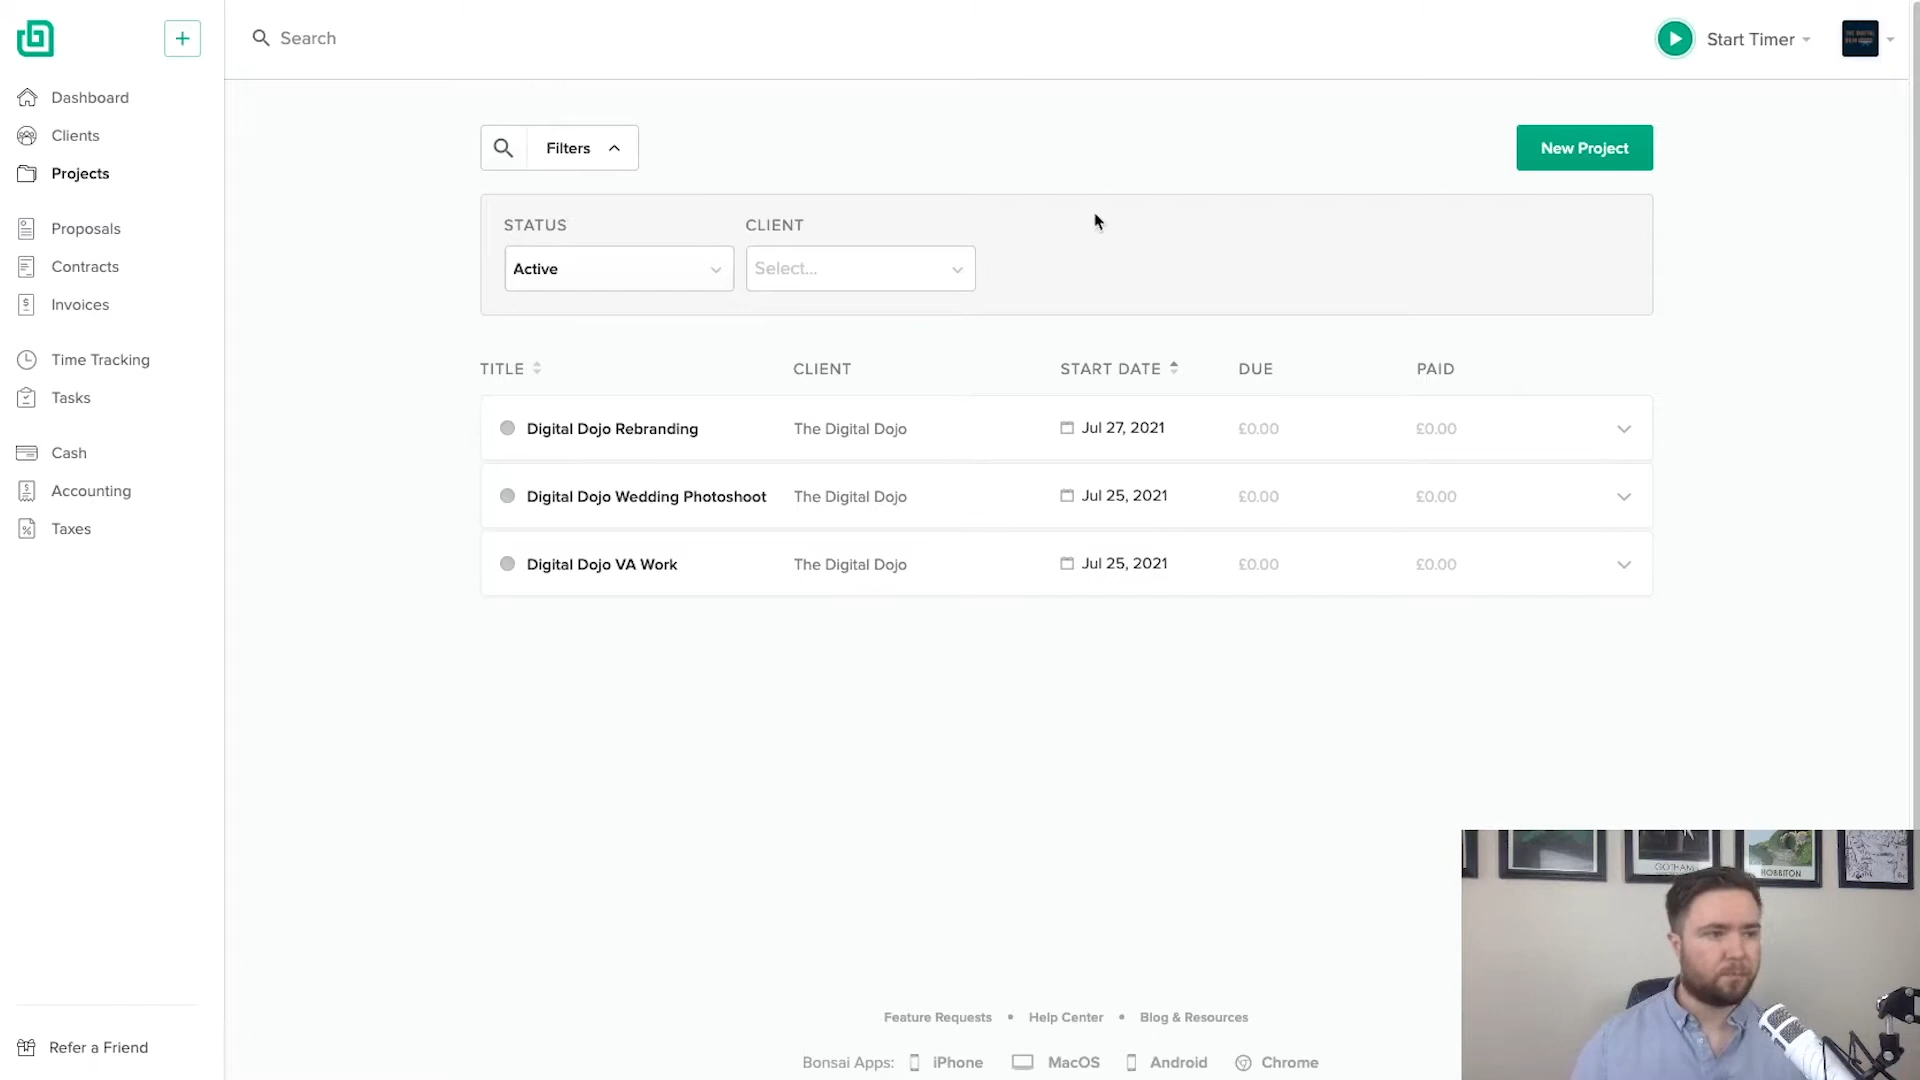 Search
Start Timer
Dashboard
Clients
Projects
Proposals
Contracts
Invoices
Time Tracking
Tasks
Cash
Accounting
Taxes
Refer a Friend
Filters
New Project
STATUS CLIENT
Active Select...
TITLE CLIENT START DATE DUE PAID
Digital Dojo Rebranding The Digital Dojo Jul 27, 2021 £0.00 £0.00
Digital Dojo Wedding Photoshoot The Digital Dojo Jul 25, 2021 £0.00 £0.00
Digital Dojo VA Work The Digital Dojo Jul 25, 2021 £0.00 £0.00
Feature Requests • Help Center • Blog & Resources
Bonsai Apps: iPhone MacOS Android Chrome
GOTHAM
HOBBITON